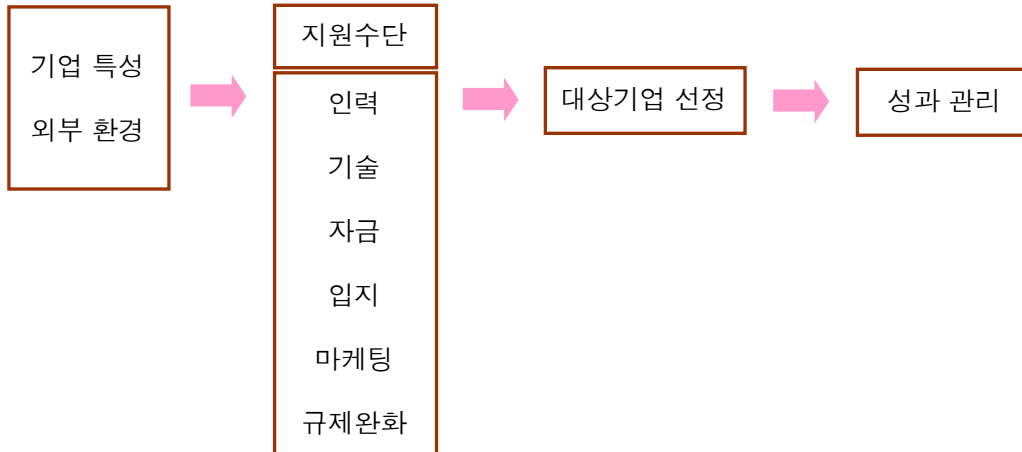 기업 특성
외부 환경
지원수단
인력
기술
자금
입지
마케팅
규제완화
대상기업 선정
성과 관리